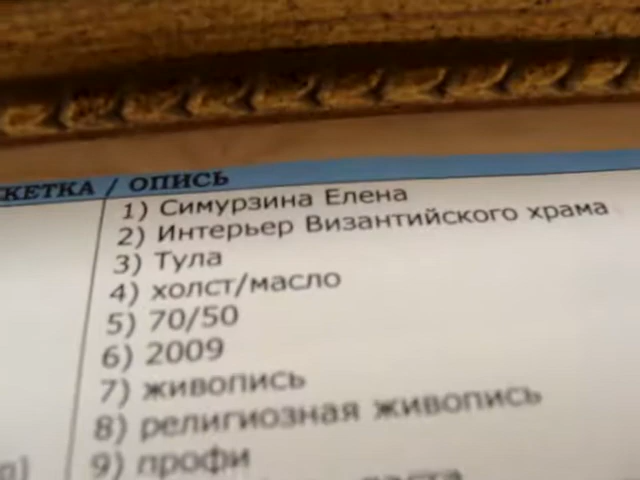 КЕТКА / ОПИСЬ
1) Симурзина Елена
2) Интерьер Византийского храма
3) Тула
4) холст/масло
5) 70/50
6) 2009
7) живопись
8) религиозная живопись
9) профи